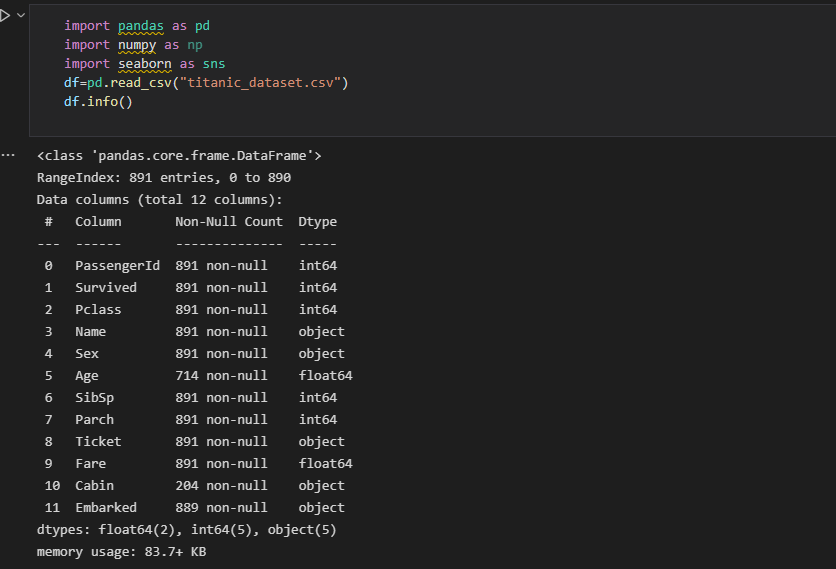 import pandas as pd
import numpy as np
import seaborn as sns
df=pd.read_csv("titanic_dataset.csv")
df.info()
<class 'pandas.core.frame.DataFrame'>
RangeIndex: 891 entries, 0 to 890
Data columns (total 12 columns):
 #   Column       Non-Null Count  Dtype
---  ------       --------------  -----
 0   PassengerId  891 non-null    int64
 1   Survived     891 non-null    int64
 2   Pclass       891 non-null    int64
 3   Name         891 non-null    object
 4   Sex          891 non-null    object
 5   Age          714 non-null    float64
 6   SibSp        891 non-null    int64
 7   Parch        891 non-null    int64
 8   Ticket       891 non-null    object
 9   Fare         891 non-null    float64
 10  Cabin        204 non-null    object
 11  Embarked     889 non-null    object
dtypes: float64(2), int64(5), object(5)
memory usage: 83.7+ KB